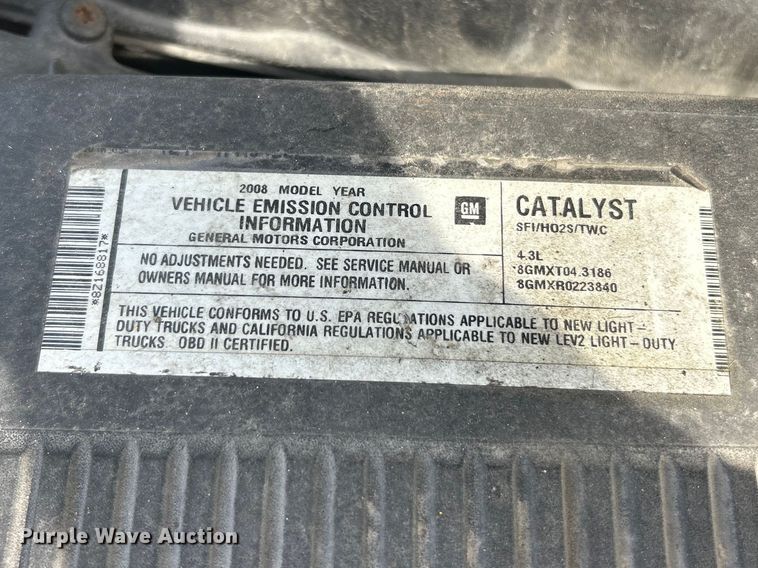 2008 MODEL YEAR
VEHICLE EMISSION CONTROL
INFORMATION
GENERAL MOTORS CORPORATION
GM
NO ADJUSTMENTS NEEDED. SEE SERVICE MANUAL OR
OWNERS MANUAL FOR MORE INFORMATION.
CATALYST
SFI/HO2S/TWC
4.3L
8GMXT04.3186
8GMXR0223840
THIS VEHICLE CONFORMS TO U.S. EPA REGULATIONS APPLICABLE TO NEW LIGHT-
DUTY TRUCKS AND CALIFORNIA REGULATIONS APPLICABLE TO NEW LEV2 LIGHT-DUTY
TRUCKS. OBD II CERTIFIED.
*8Z168817*
Purple Wave Auction